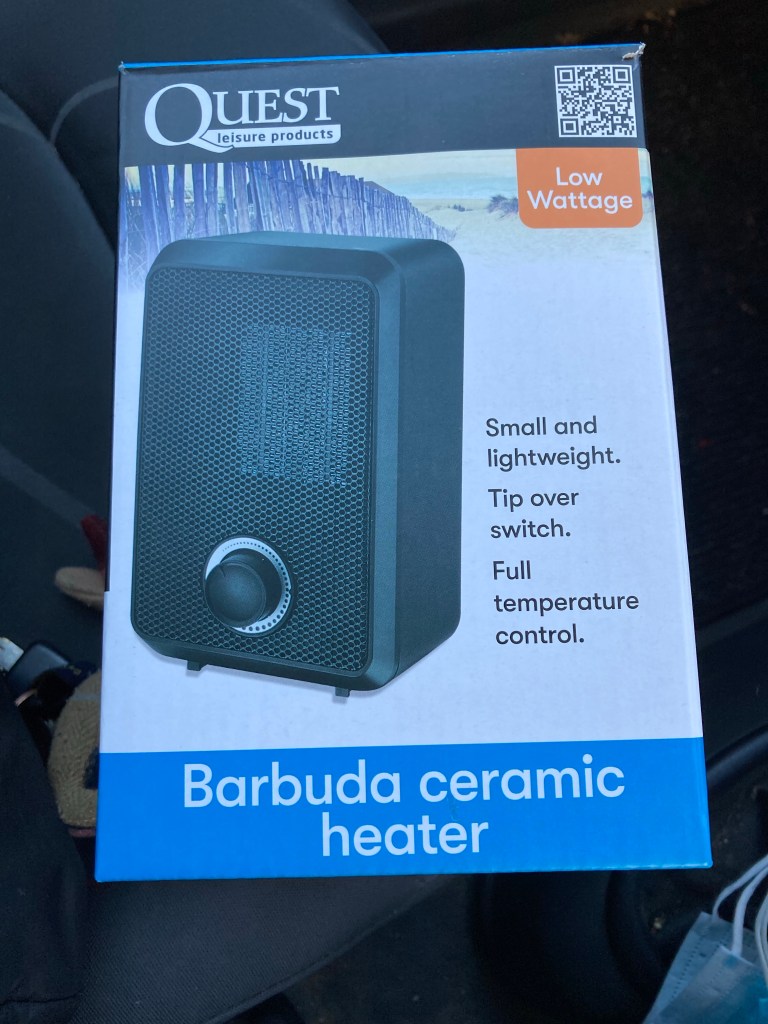 QUEST
leisure products
Low
Wattage
Small and
lightweight.
Tip over
switch.
Full
temperature
control.
Barbuda ceramic
heater